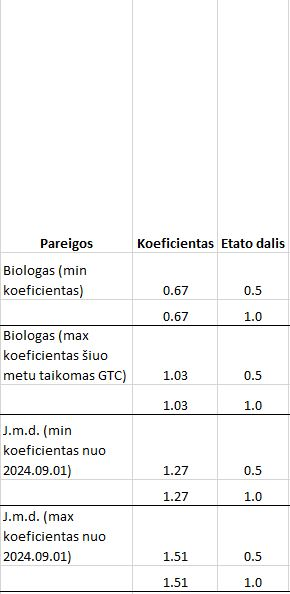 Pareigos Koeficientas Etato dalis
Biologas (min
koeficientas) 0.67 0.5
0.67 1.0
Biologas (max
koeficientas šiuo
metu taikomas GTC) 1.03 0.5
1.03 1.0
J.m.d. (min
koeficientas nuo
2024.09.01) 1.27 0.5
1.27 1.0
J.m.d. (max
koeficientas nuo
2024.09.01) 1.51 0.5
1.51 1.0